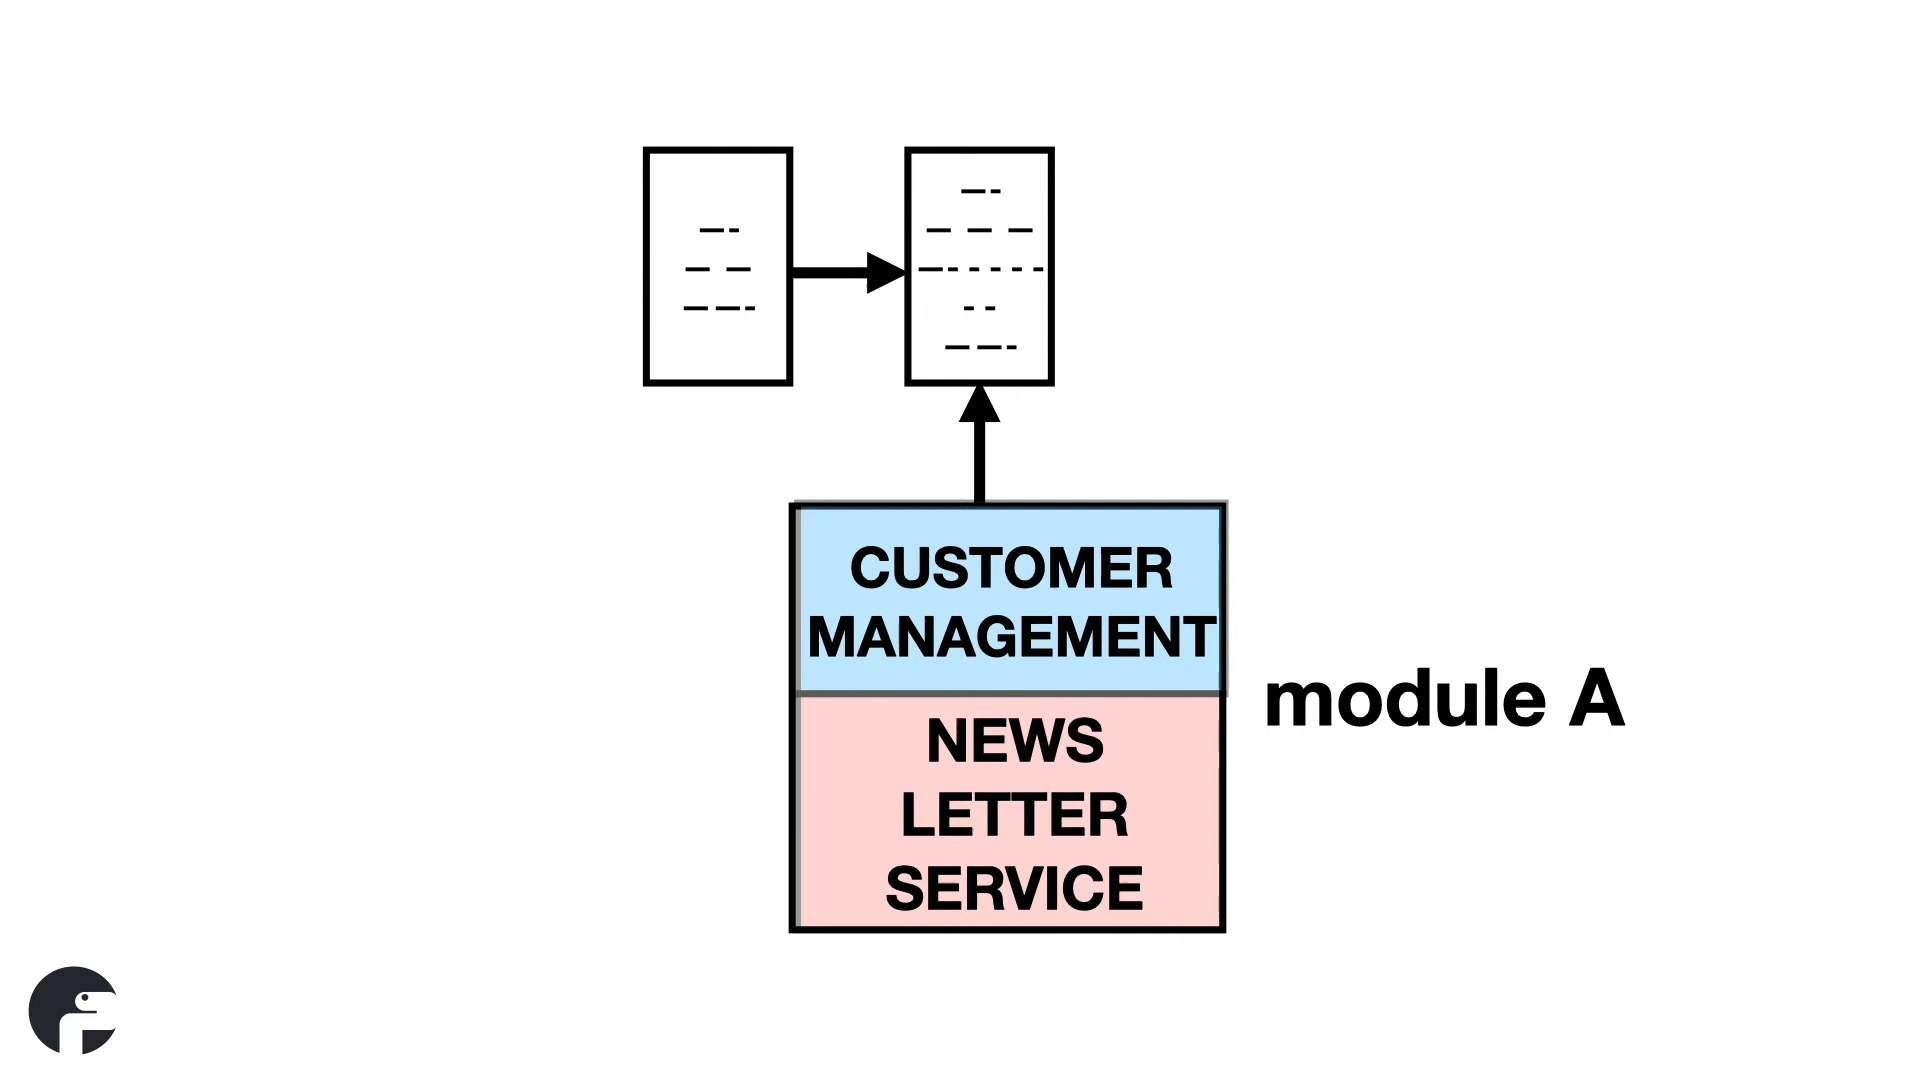 CUSTOMER
MANAGEMENT
NEWS
LETTER
SERVICE
module A